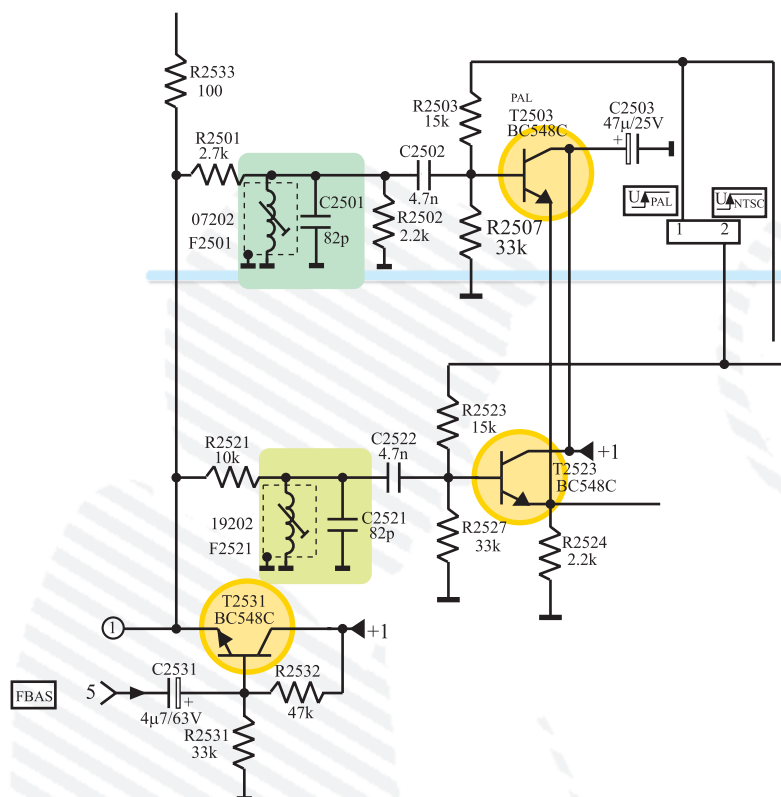 R2533
100
R2501
2.7k
07202
F2501
C2501
82p
R2502
2.2k
C2502
4.7n
R2503
15k
R2507
33k
PAL
T2503
BC548C
C2503
47µ/25V
+
U PAL
U NTSC
1
2
R2521
10k
19202
F2521
C2521
82p
C2522
4.7n
R2523
15k
R2527
33k
+1
T2523
BC548C
R2524
2.2k
T2531
BC548C
1
+1
FBAS
5
C2531
4µ7/63V
+
R2532
47k
R2531
33k